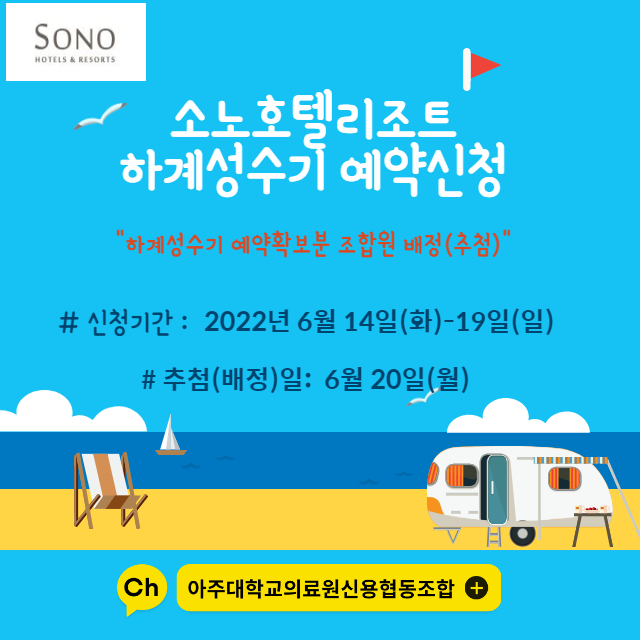 SONO
HOTELS & RESORTS
소노호텔리조트
하계성수기 예약신청
"하계성수기 예약확보분 조합원 배정(추첨)"
# 신청기간 : 2022년 6월 14일(화)-19일(일)
# 추첨(배정)일: 6월 20일(월)
Ch 아주대학교의료원신용협동조합 +